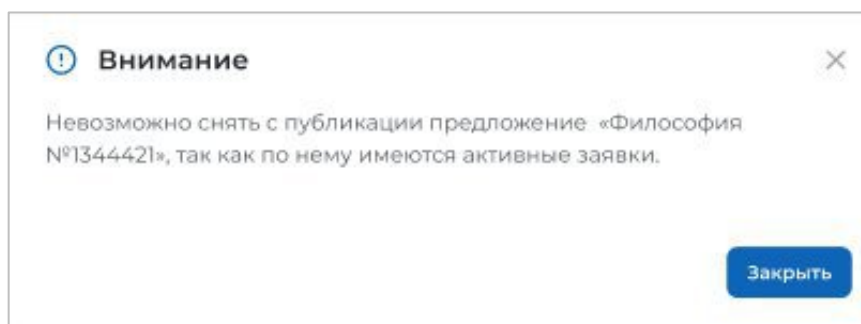 Внимание
Невозможно снять с публикации предложение «Философия
№1344421», так как по нему имеются активные заявки.
Закрыть